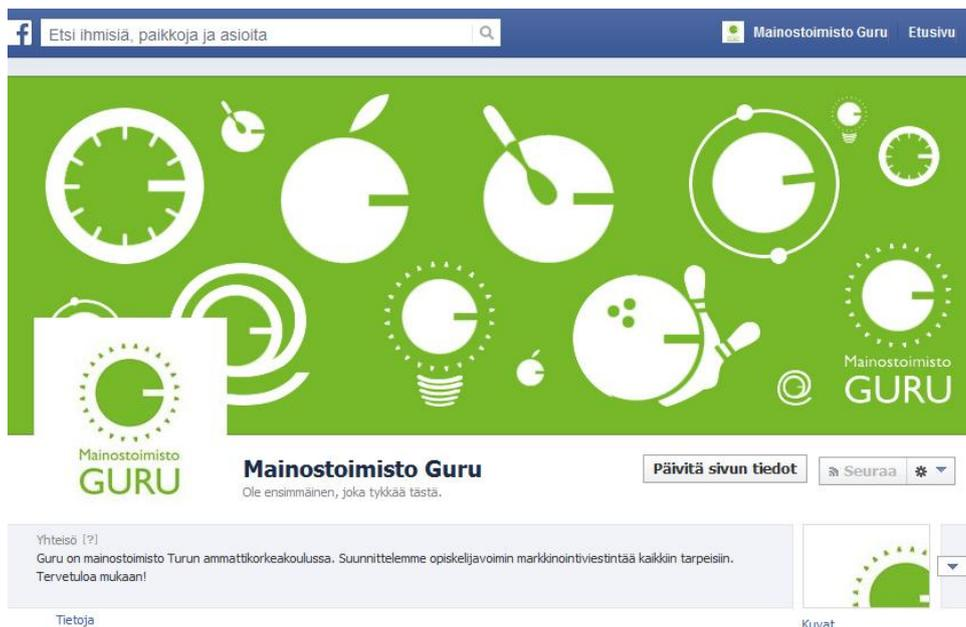 f
Etsi ihmisiä, paikkoja ja asioita
Mainostoimisto Guru Etusivu
Mainostoimisto
GURU
Mainostoimisto
GURU
Mainostoimisto Guru
Päivitä sivun tiedot
Seuraa
Ole ensimmäinen, joka tykkää tästä.
Yhteisö [?]
Guru on mainostoimisto Turun ammattikorkeakoulussa. Suunnittelemme opiskelijavoimin markkinointiviestintää kaikkiin tarpeisiin.
Tervetuloa mukaan!
Tietoja
Kuvat